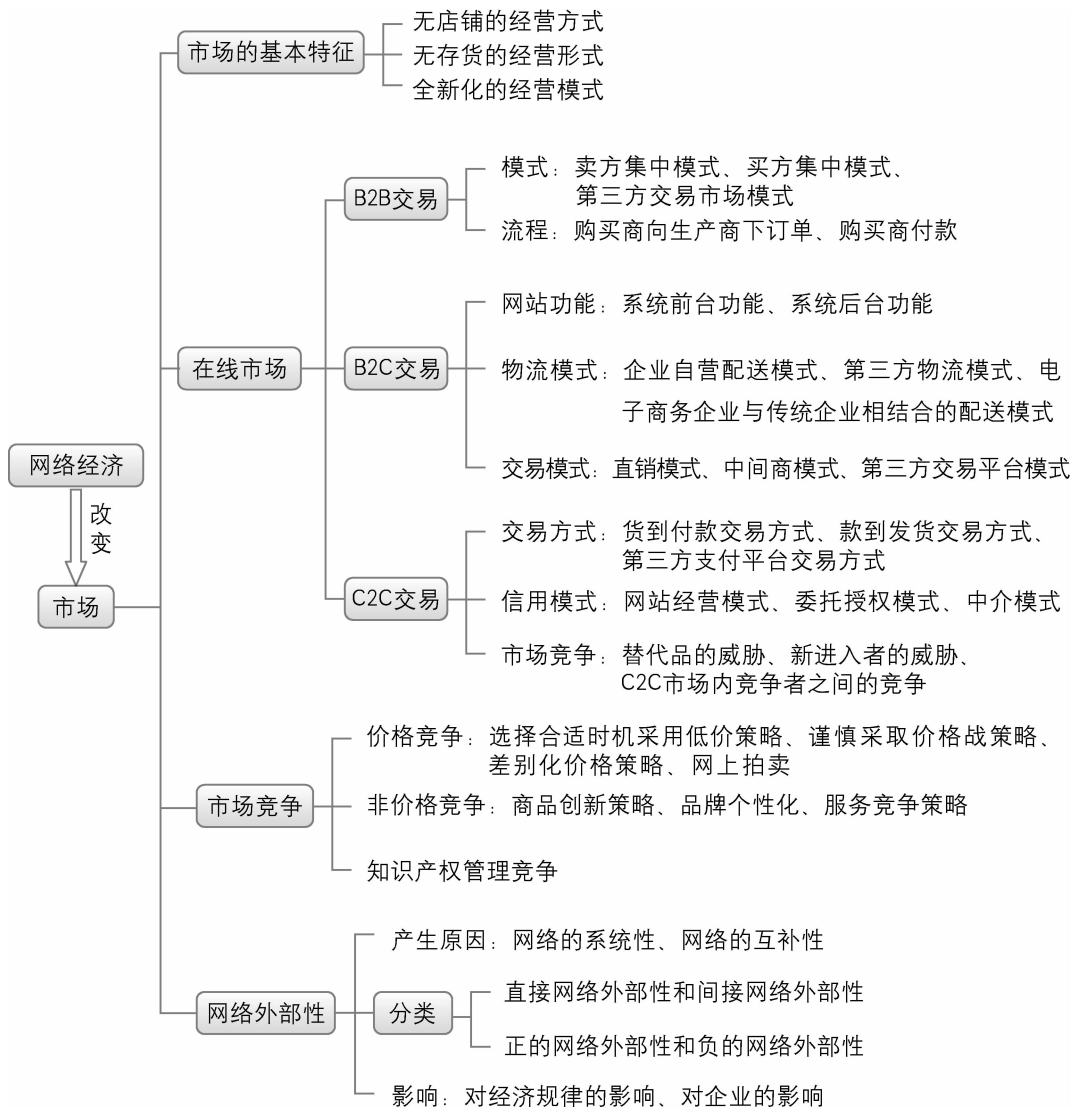 市场的基本特征
无店铺的经营方式
无存货的经营形式
全新化的经营模式
B2B交易
模式：卖方集中模式、买方集中模式、
第三方交易市场模式
流程：购买商向生产商下订单、购买商付款
在线市场
B2C交易
网站功能：系统前台功能、系统后台功能
物流模式：企业自营配送模式、第三方物流模式、电
子商务企业与传统企业相结合的配送模式
交易模式：直销模式、中间商模式、第三方交易平台模式
网络经济
改
变
市场
C2C交易
交易方式：货到付款交易方式、款到发货交易方式、
第三方支付平台交易方式
信用模式：网站经营模式、委托授权模式、中介模式
市场竞争：替代品的威胁、新进入者的威胁、
C2C市场内竞争者之间的竞争
市场竞争
价格竞争：选择合适时机采用低价策略、谨慎采取价格战策略、
差别化价格策略、网上拍卖
非价格竞争：商品创新策略、品牌个性化、服务竞争策略
知识产权管理竞争
网络外部性
产生原因：网络的系统性、网络的互补性
分类
直接网络外部性和间接网络外部性
正的网络外部性和负的网络外部性
影响：对经济规律的影响、对企业的影响